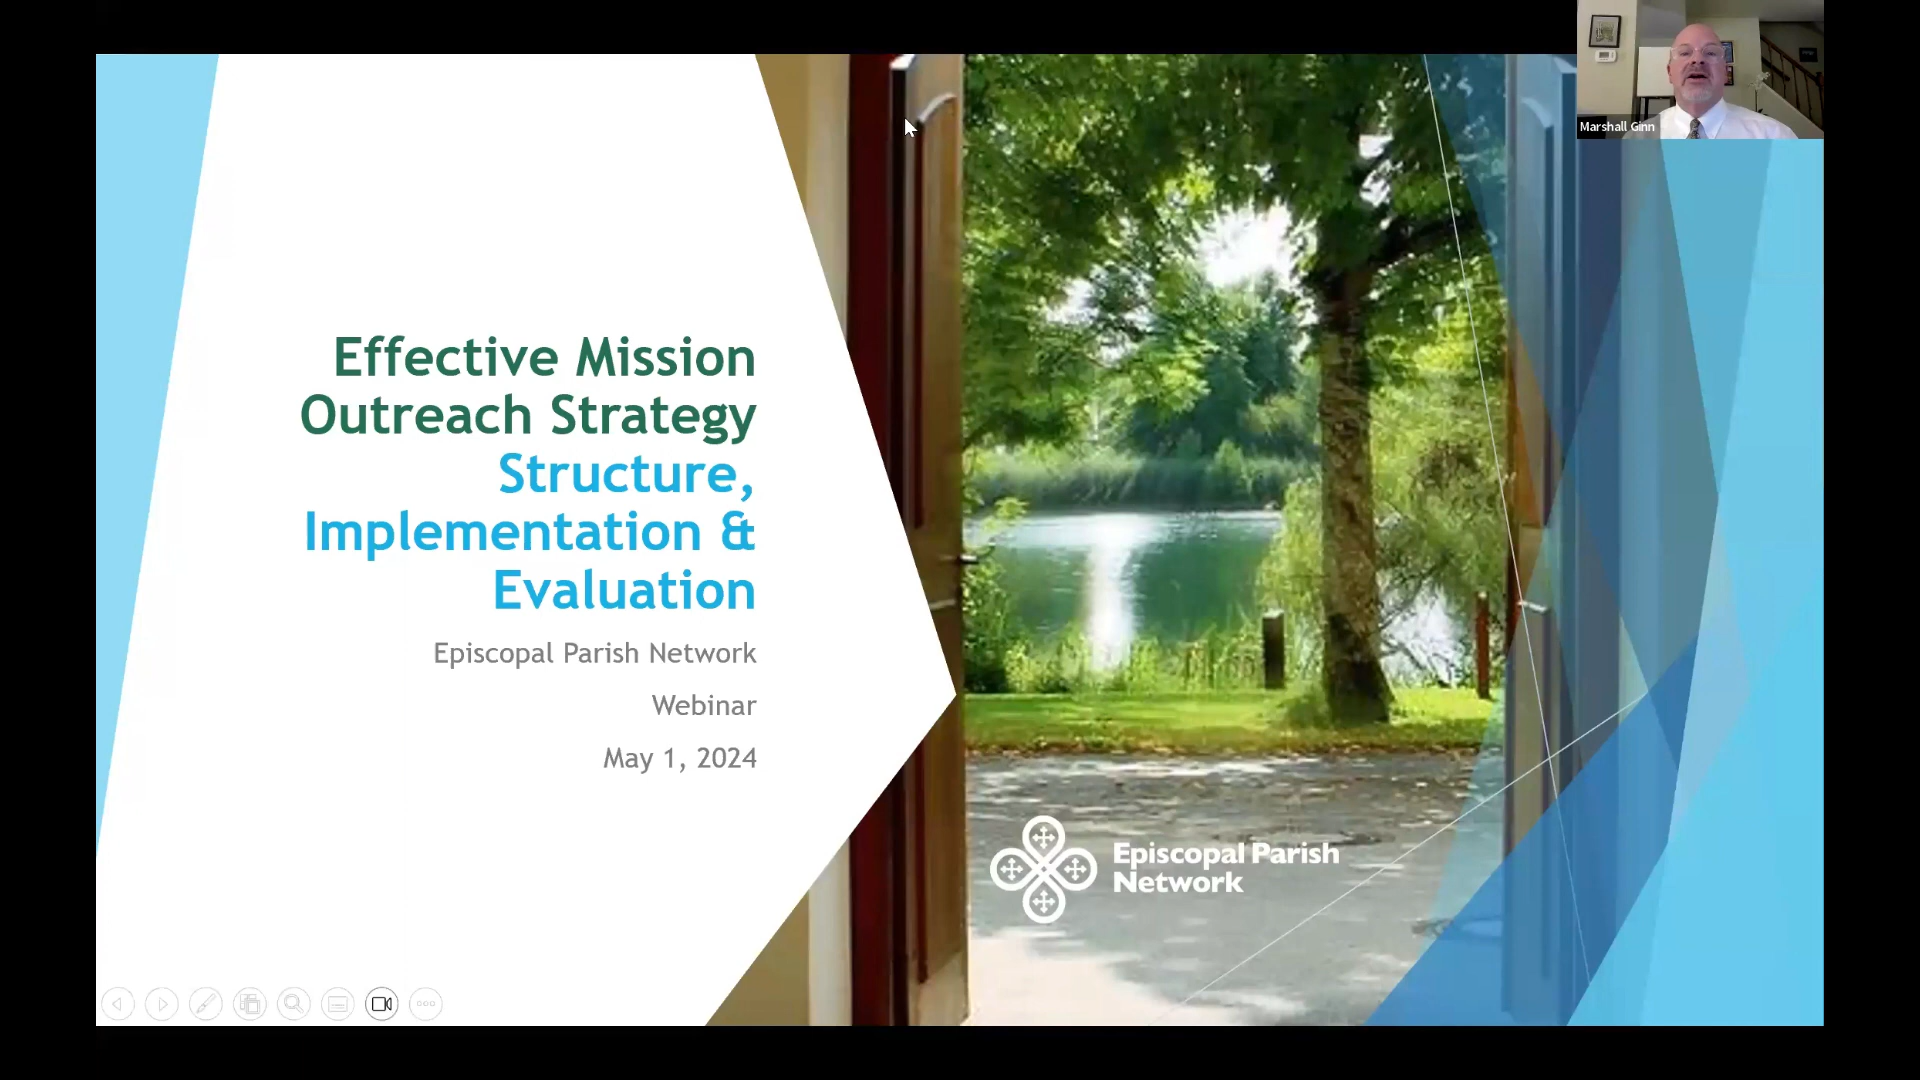 Marshall Ginn
Effective Mission
Outreach Strategy
Structure,
Implementation &
Evaluation
Episcopal Parish Network
Webinar
May 1, 2024
Episcopal Parish
Network